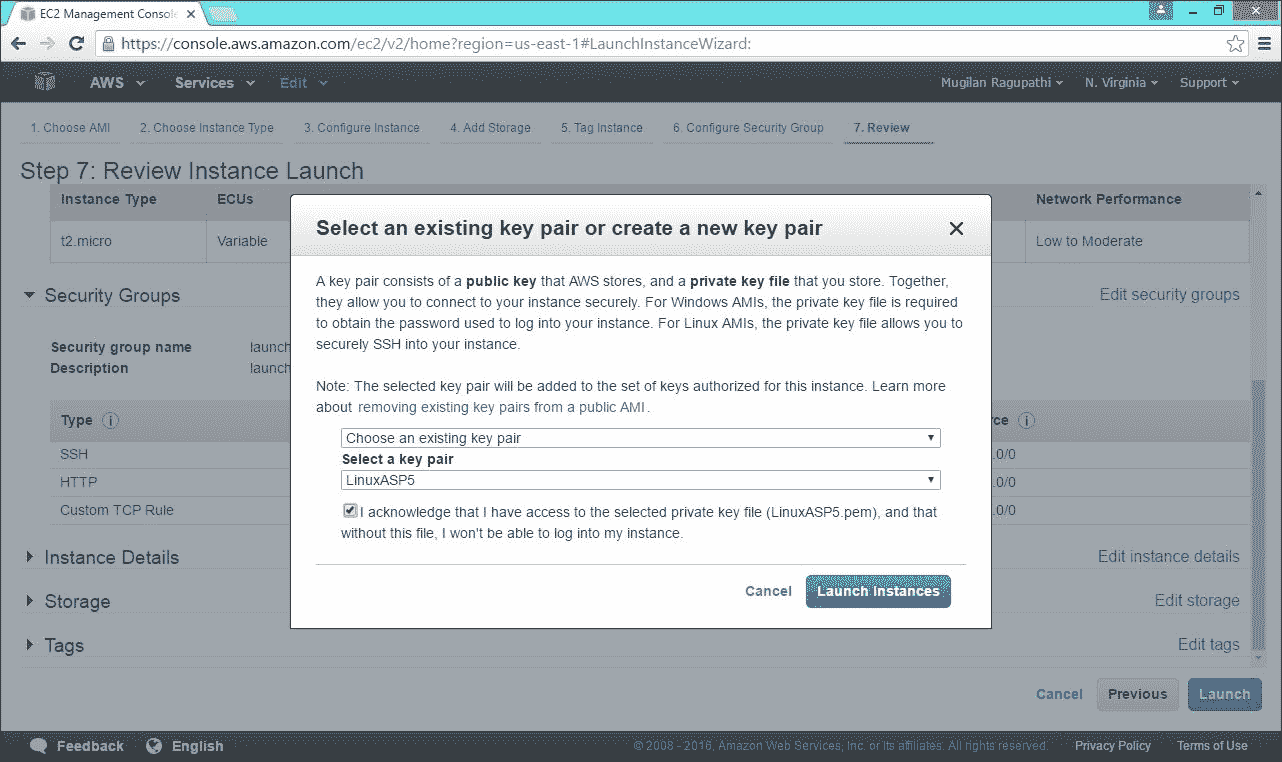 EC2 Management Console
https://console.aws.amazon.com/ec2/v2/home?region=us-east-1#LaunchInstanceWizard:
AWS Services Edit Mugilan Ragupathi N. Virginia Support
1. Choose AMI 2. Choose Instance Type 3. Configure Instance 4. Add Storage 5. Tag Instance 6. Configure Security Group 7. Review
Step 7: Review Instance Launch
Instance Type ECUs Network Performance
t2.micro Variable Low to Moderate
Security Groups Edit security groups
Security group name launch
Description launch
Type rce
SSH .0/0
HTTP .0/0
Custom TCP Rule .0/0
Instance Details Edit instance details
Storage Edit storage
Tags Edit tags
Select an existing key pair or create a new key pair
A key pair consists of a public key that AWS stores, and a private key file that you store. Together,
they allow you to connect to your instance securely. For Windows AMIs, the private key file is required
to obtain the password used to log into your instance. For Linux AMIs, the private key file allows you to
securely SSH into your instance.
Note: The selected key pair will be added to the set of keys authorized for this instance. Learn more
about removing existing key pairs from a public AMI.
Choose an existing key pair
Select a key pair
LinuxASP5
I acknowledge that I have access to the selected private key file (LinuxASP5.pem), and that
without this file, I won't be able to log into my instance.
Cancel Launch Instances
Cancel Previous Launch
Feedback English © 2008 - 2016, Amazon Web Services, Inc. or its affiliates. All rights reserved. Privacy Policy Terms of Use